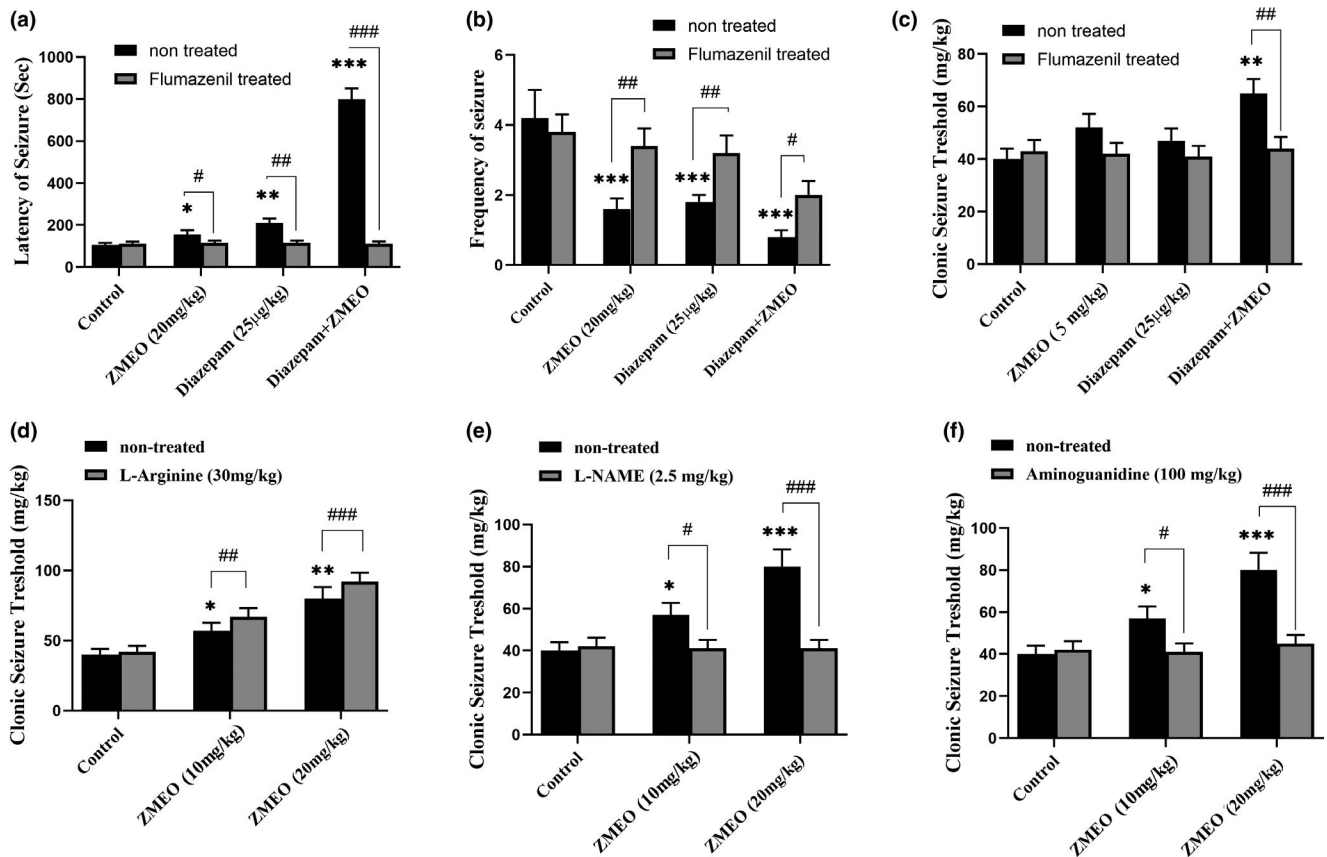 (a)
non treated
Flumazenil treated
Latency of Seizure (Sec)
1000
800
600
400
200
0
*
#
**
##
***
###
Control
ZMEO (20mg/kg)
Diazepam (25µg/kg)
Diazepam+ZMEO
(b)
non treated
Flumazenil treated
Frequency of seizure
6
4
2
0
***
##
***
##
***
#
Control
ZMEO (20mg/kg)
Diazepam (25µg/kg)
Diazepam+ZMEO
(c)
non treated
Flumazenil treated
Clonic Seizure Treshold (mg/kg)
80
60
40
20
0
**
##
Control
ZMEO ( 5 mg/kg)
Diazepam (25µg/kg)
Diazepam+ZMEO
(d)
non-treated
L-Arginine (30mg/kg)
Clonic Seizure Treshold (mg/kg)
150
100
50
0
*
##
**
###
Control
ZMEO (10mg/kg)
ZMEO (20mg/kg)
(e)
non-treated
L-NAME (2.5 mg/kg)
Clonic Seizure Treshold (mg/kg)
100
80
60
40
20
0
*
#
***
###
Control
ZMEO (10mg/kg)
ZMEO (20mg/kg)
(f)
non-treated
Aminoguanidine (100 mg/kg)
Clonic Seizure Treshold (mg/kg)
100
80
60
40
20
0
*
#
***
###
Control
ZMEO (10mg/kg)
ZMEO (20mg/kg)